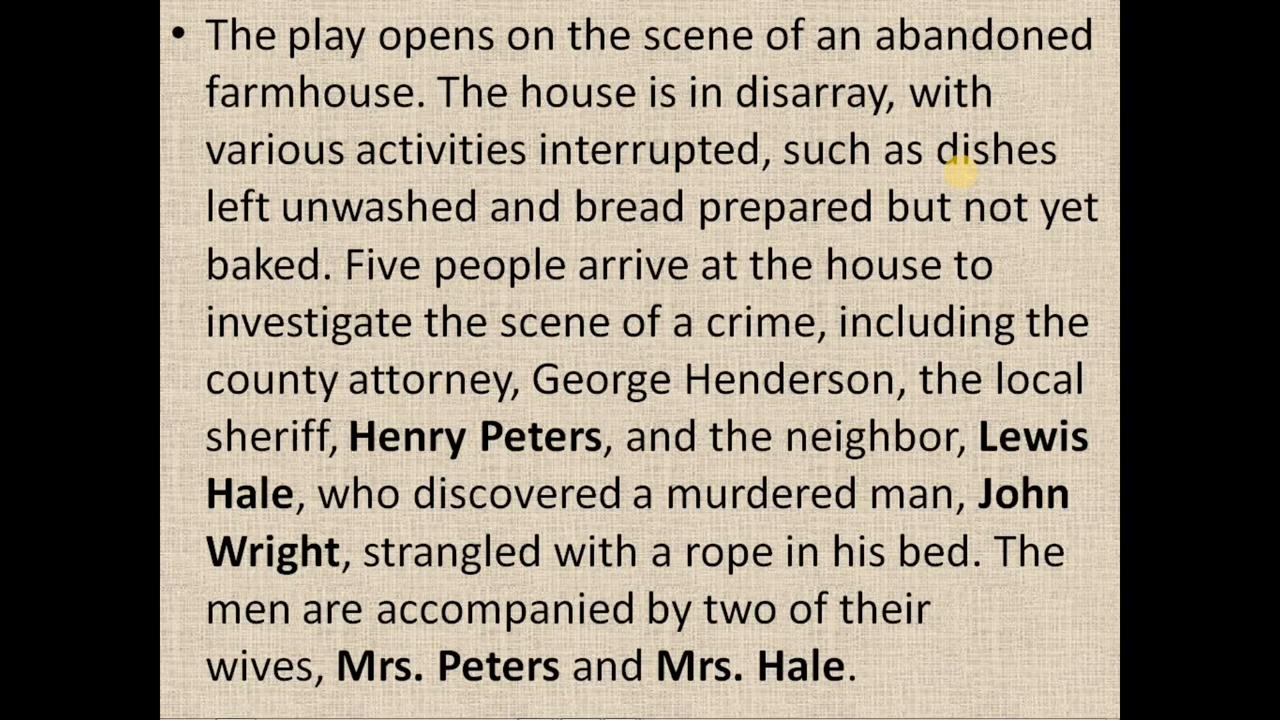 • The play opens on the scene of an abandoned
farmhouse. The house is in disarray, with
various activities interrupted, such as dishes
left unwashed and bread prepared but not yet
baked. Five people arrive at the house to
investigate the scene of a crime, including the
county attorney, George Henderson, the local
sheriff, Henry Peters, and the neighbor, Lewis
Hale, who discovered a murdered man, John
Wright, strangled with a rope in his bed. The
men are accompanied by two of their
wives, Mrs. Peters and Mrs. Hale.